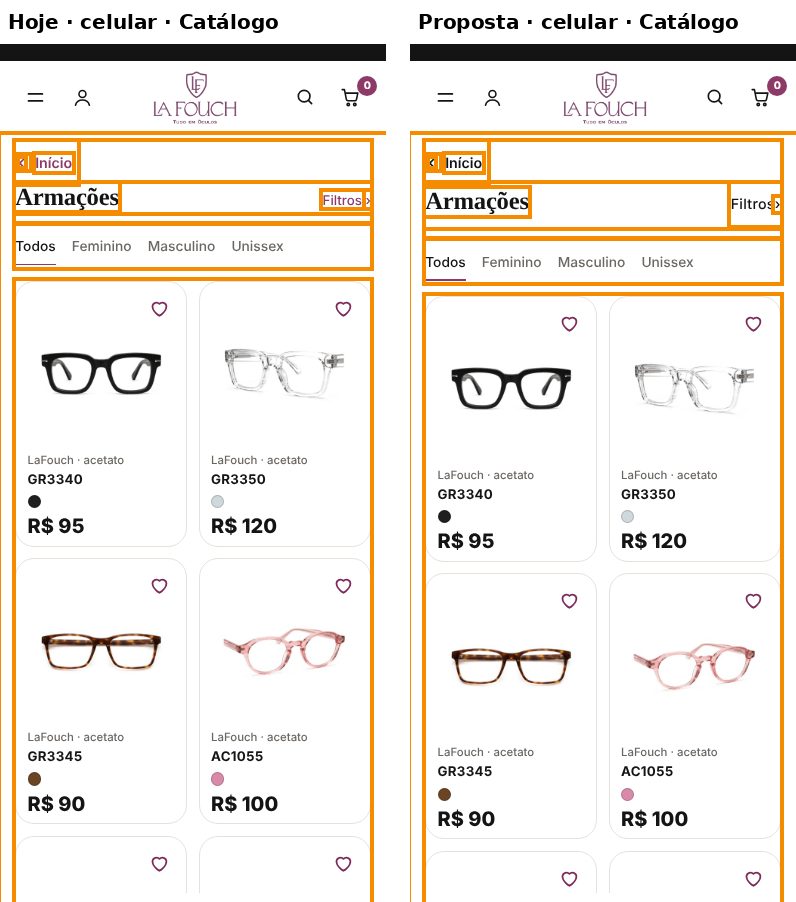 Hoje · celular · Catálogo
0
LF
LA FOUCH
Tudo em Óculos
‹ Início
Armações
Filtros ›
Todos Feminino Masculino Unissex
LaFouch · acetato
GR3340
R$ 95
LaFouch · acetato
GR3350
R$ 120
LaFouch · acetato
GR3345
R$ 90
LaFouch · acetato
AC1055
R$ 100
Proposta · celular · Catálogo
0
LF
LA FOUCH
Tudo em Óculos
‹ Início
Armações
Filtros ›
Todos Feminino Masculino Unissex
LaFouch · acetato
GR3340
R$ 95
LaFouch · acetato
GR3350
R$ 120
LaFouch · acetato
GR3345
R$ 90
LaFouch · acetato
AC1055
R$ 100